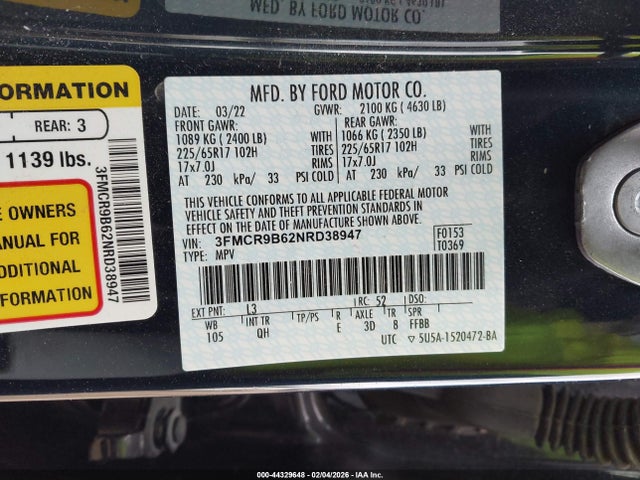 MFD. BY FORD MOTOR CO.
ORMATION
REAR: 3
1139 lbs.
E OWNERS
MANUAL FOR
ADDITIONAL
NFORMATION
3FMCR9B62NRD38947
MFD. BY FORD MOTOR CO.
DATE: 03/22 GVWR: 2100 KG ( 4630 LB)
FRONT GAWR: REAR GAWR:
1089 KG ( 2400 LB) WITH 1066 KG ( 2350 LB) WITH
225/65R17 102H TIRES 225/65R17 102H TIRES
17x7.0J RIMS 17x7.0J RIMS
AT 230 kPa/ 33 PSI COLD AT 230 kPa/ 33 PSI COLD
THIS VEHICLE CONFORMS TO ALL APPLICABLE FEDERAL MOTOR
VEHICLE SAFETY AND THEFT PREVENTION STANDARDS IN
EFFECT ON THE DATE OF MANUFACTURE SHOWN ABOVE.
VIN: 3FMCR9B62NRD38947 F0153
TYPE: MPV T0369
EXT PNT: L3 RC: 52 DSO:
WB INT TR TP/PS R AXLE TR SPR
105 QH E 3D 8 FFBB
UTC ▽ 5U5A-1520472-BA
000-44329648 - 02/04/2026 - IAA Inc.